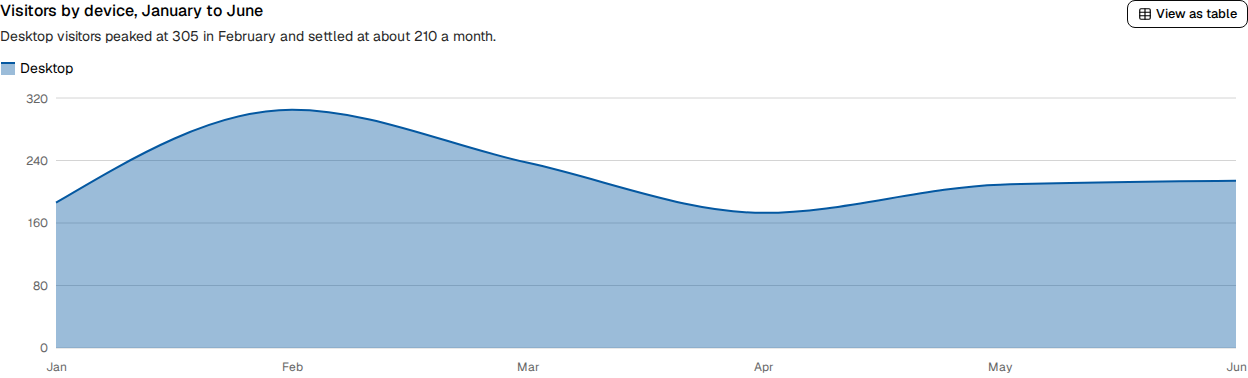 Visitors by device, January to June
View as table
Desktop visitors peaked at 305 in February and settled at about 210 a month.
Desktop
320
240
160
80
0
Jan Feb Mar Apr May Jun